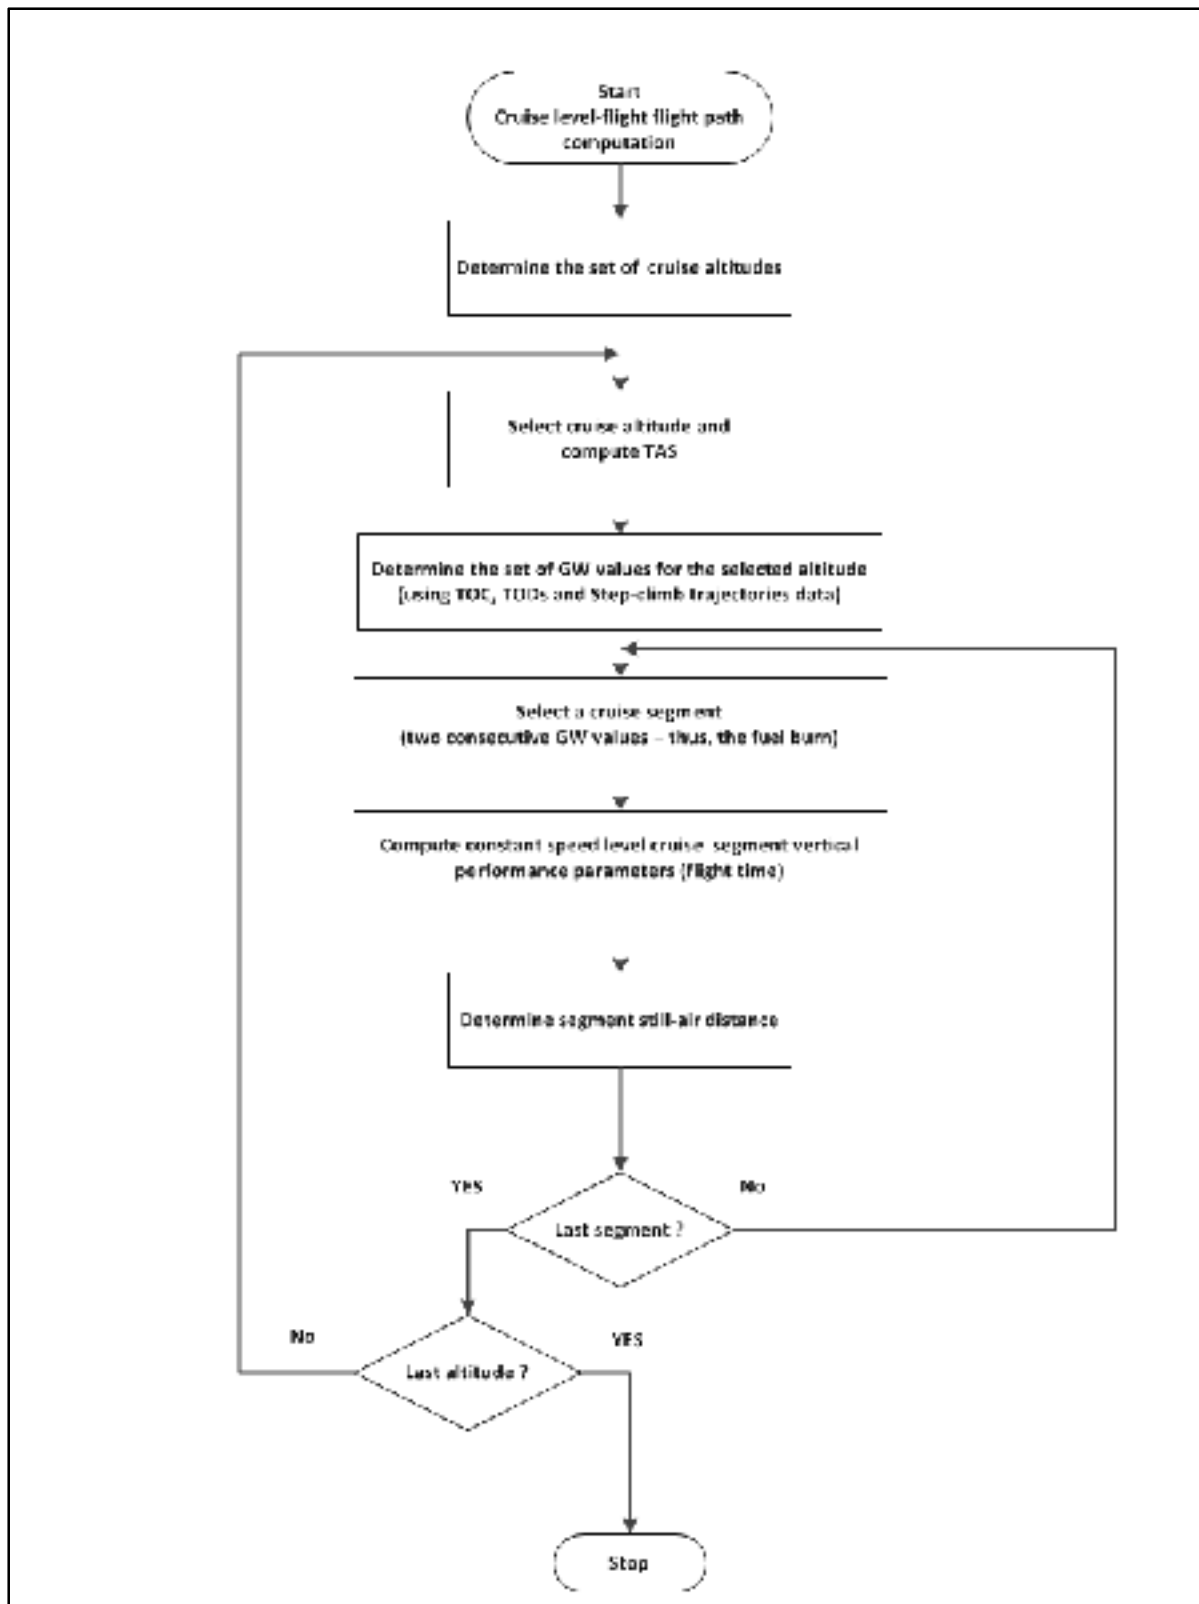 Start
Cruise level-flight flight path
computation
Determine the set of cruise altitudes
Select cruise altitude and
compute TAS
Determine the set of GW values for the selected altitude
(using TOC, TODs and Step-climb trajectories data)
Select a cruise segment
(two consecutive GW values – thus, the fuel burn)
Compute constant speed level cruise segment vertical
performance parameters (flight time)
Determine segment still-air distance
YES
No
Last segment ?
No
YES
Last altitude ?
Stop